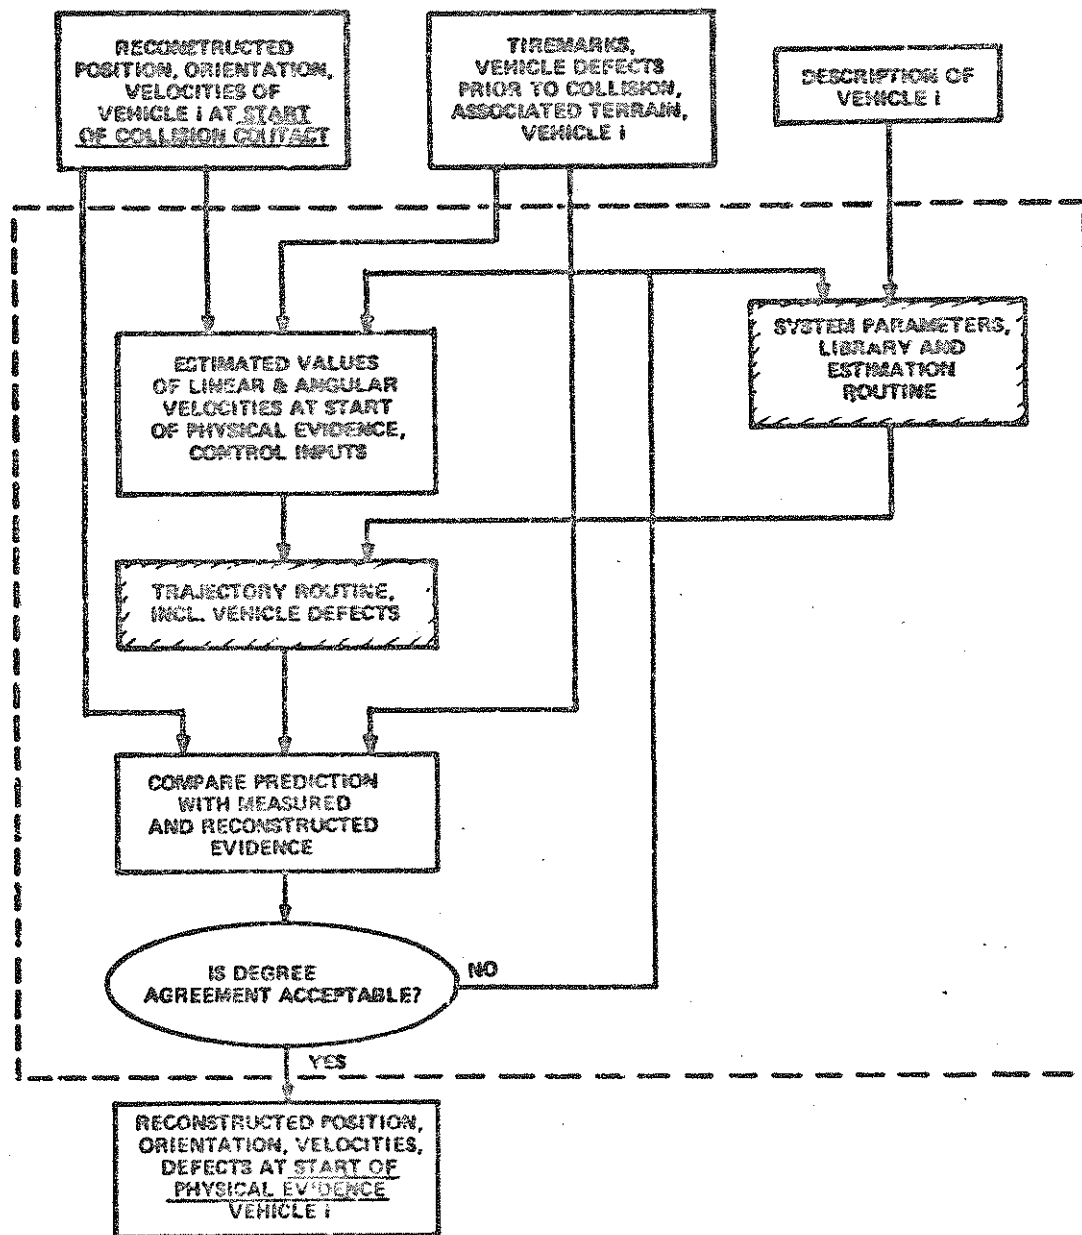 RECONSTRUCTED
POSITION, ORIENTATION,
VELOCITIES OF
VEHICLE i AT START
OF COLLISION CONTACT
TIREMARKS,
VEHICLE DEFECTS
PRIOR TO COLLISION,
ASSOCIATED TERRAIN,
VEHICLE i
DESCRIPTION OF
VEHICLE i
ESTIMATED VALUES
OF LINEAR & ANGULAR
VELOCITIES AT START
OF PHYSICAL EVIDENCE,
CONTROL INPUTS
SYSTEM PARAMETERS,
LIBRARY AND
ESTIMATION
ROUTINE
TRAJECTORY ROUTINE,
INCL. VEHICLE DEFECTS
COMPARE PREDICTION
WITH MEASURED
AND RECONSTRUCTED
EVIDENCE
IS DEGREE
AGREEMENT ACCEPTABLE?
NO
YES
RECONSTRUCTED POSITION,
ORIENTATION, VELOCITIES,
DEFECTS AT START OF
PHYSICAL EVIDENCE
VEHICLE i